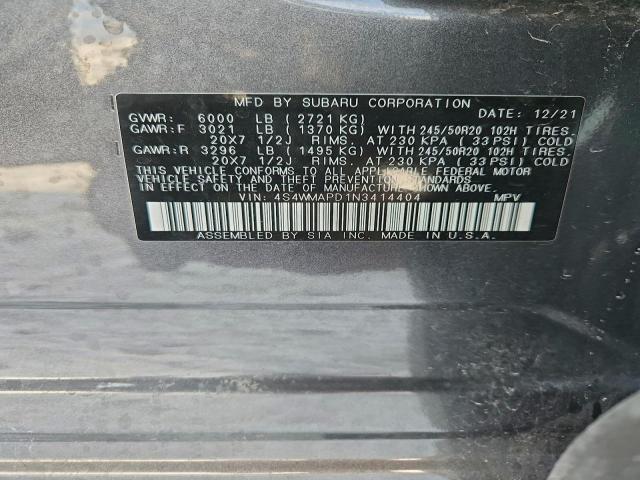 MFD BY SUBARU CORPORATION
GVWR: 6000 LB ( 2721 KG) DATE: 12/21
GAWR:F 3021 LB ( 1370 KG) WITH 245/50R20 102H TIRES.
20X7 1/2J RIMS. AT 230 KPA ( 33 PSI) COLD
GAWR:R 3296 LB ( 1495 KG) WITH 245/50R20 102H TIRES.
20X7 1/2J RIMS. AT 230 KPA ( 33 PSI) COLD
THIS VEHICLE CONFORMS TO ALL APPLICABLE FEDERAL MOTOR
VEHICLE SAFETY AND THEFT PREVENTION STANDARDS
IN EFFECT ON THE DATE OF MANUFACTURE SHOWN ABOVE.
VIN: 4S4WMAPD1N3414404 MPV
ASSEMBLED BY SIA INC. MADE IN U.S.A.